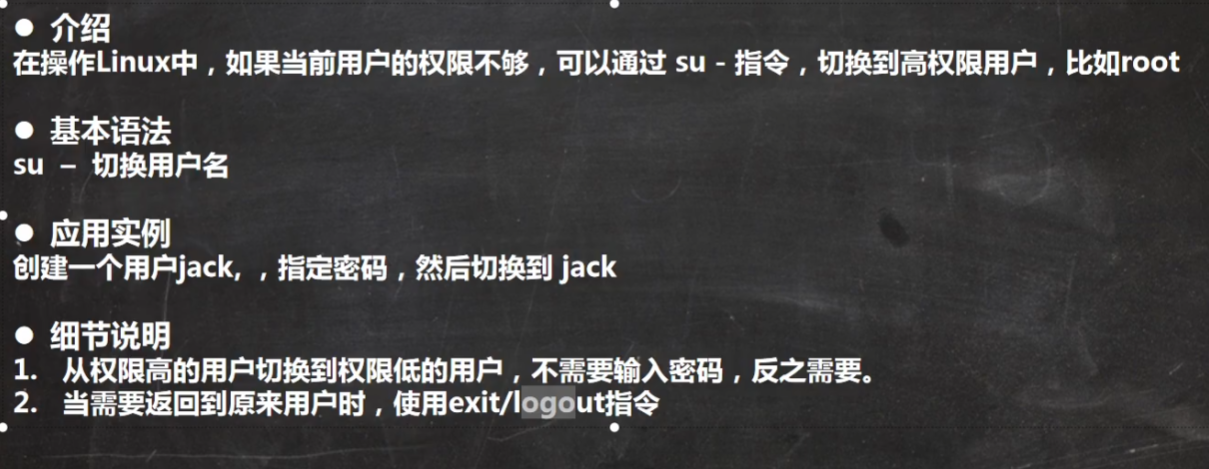 ● 介绍
在操作Linux中，如果当前用户的权限不够，可以通过 su - 指令，切换到高权限用户，比如root
● 基本语法
su – 切换用户名
● 应用实例
创建一个用户jack, ，指定密码，然后切换到 jack
● 细节说明
1. 从权限高的用户切换到权限低的用户，不需要输入密码，反之需要。
2. 当需要返回到原来用户时，使用exit/logout指令